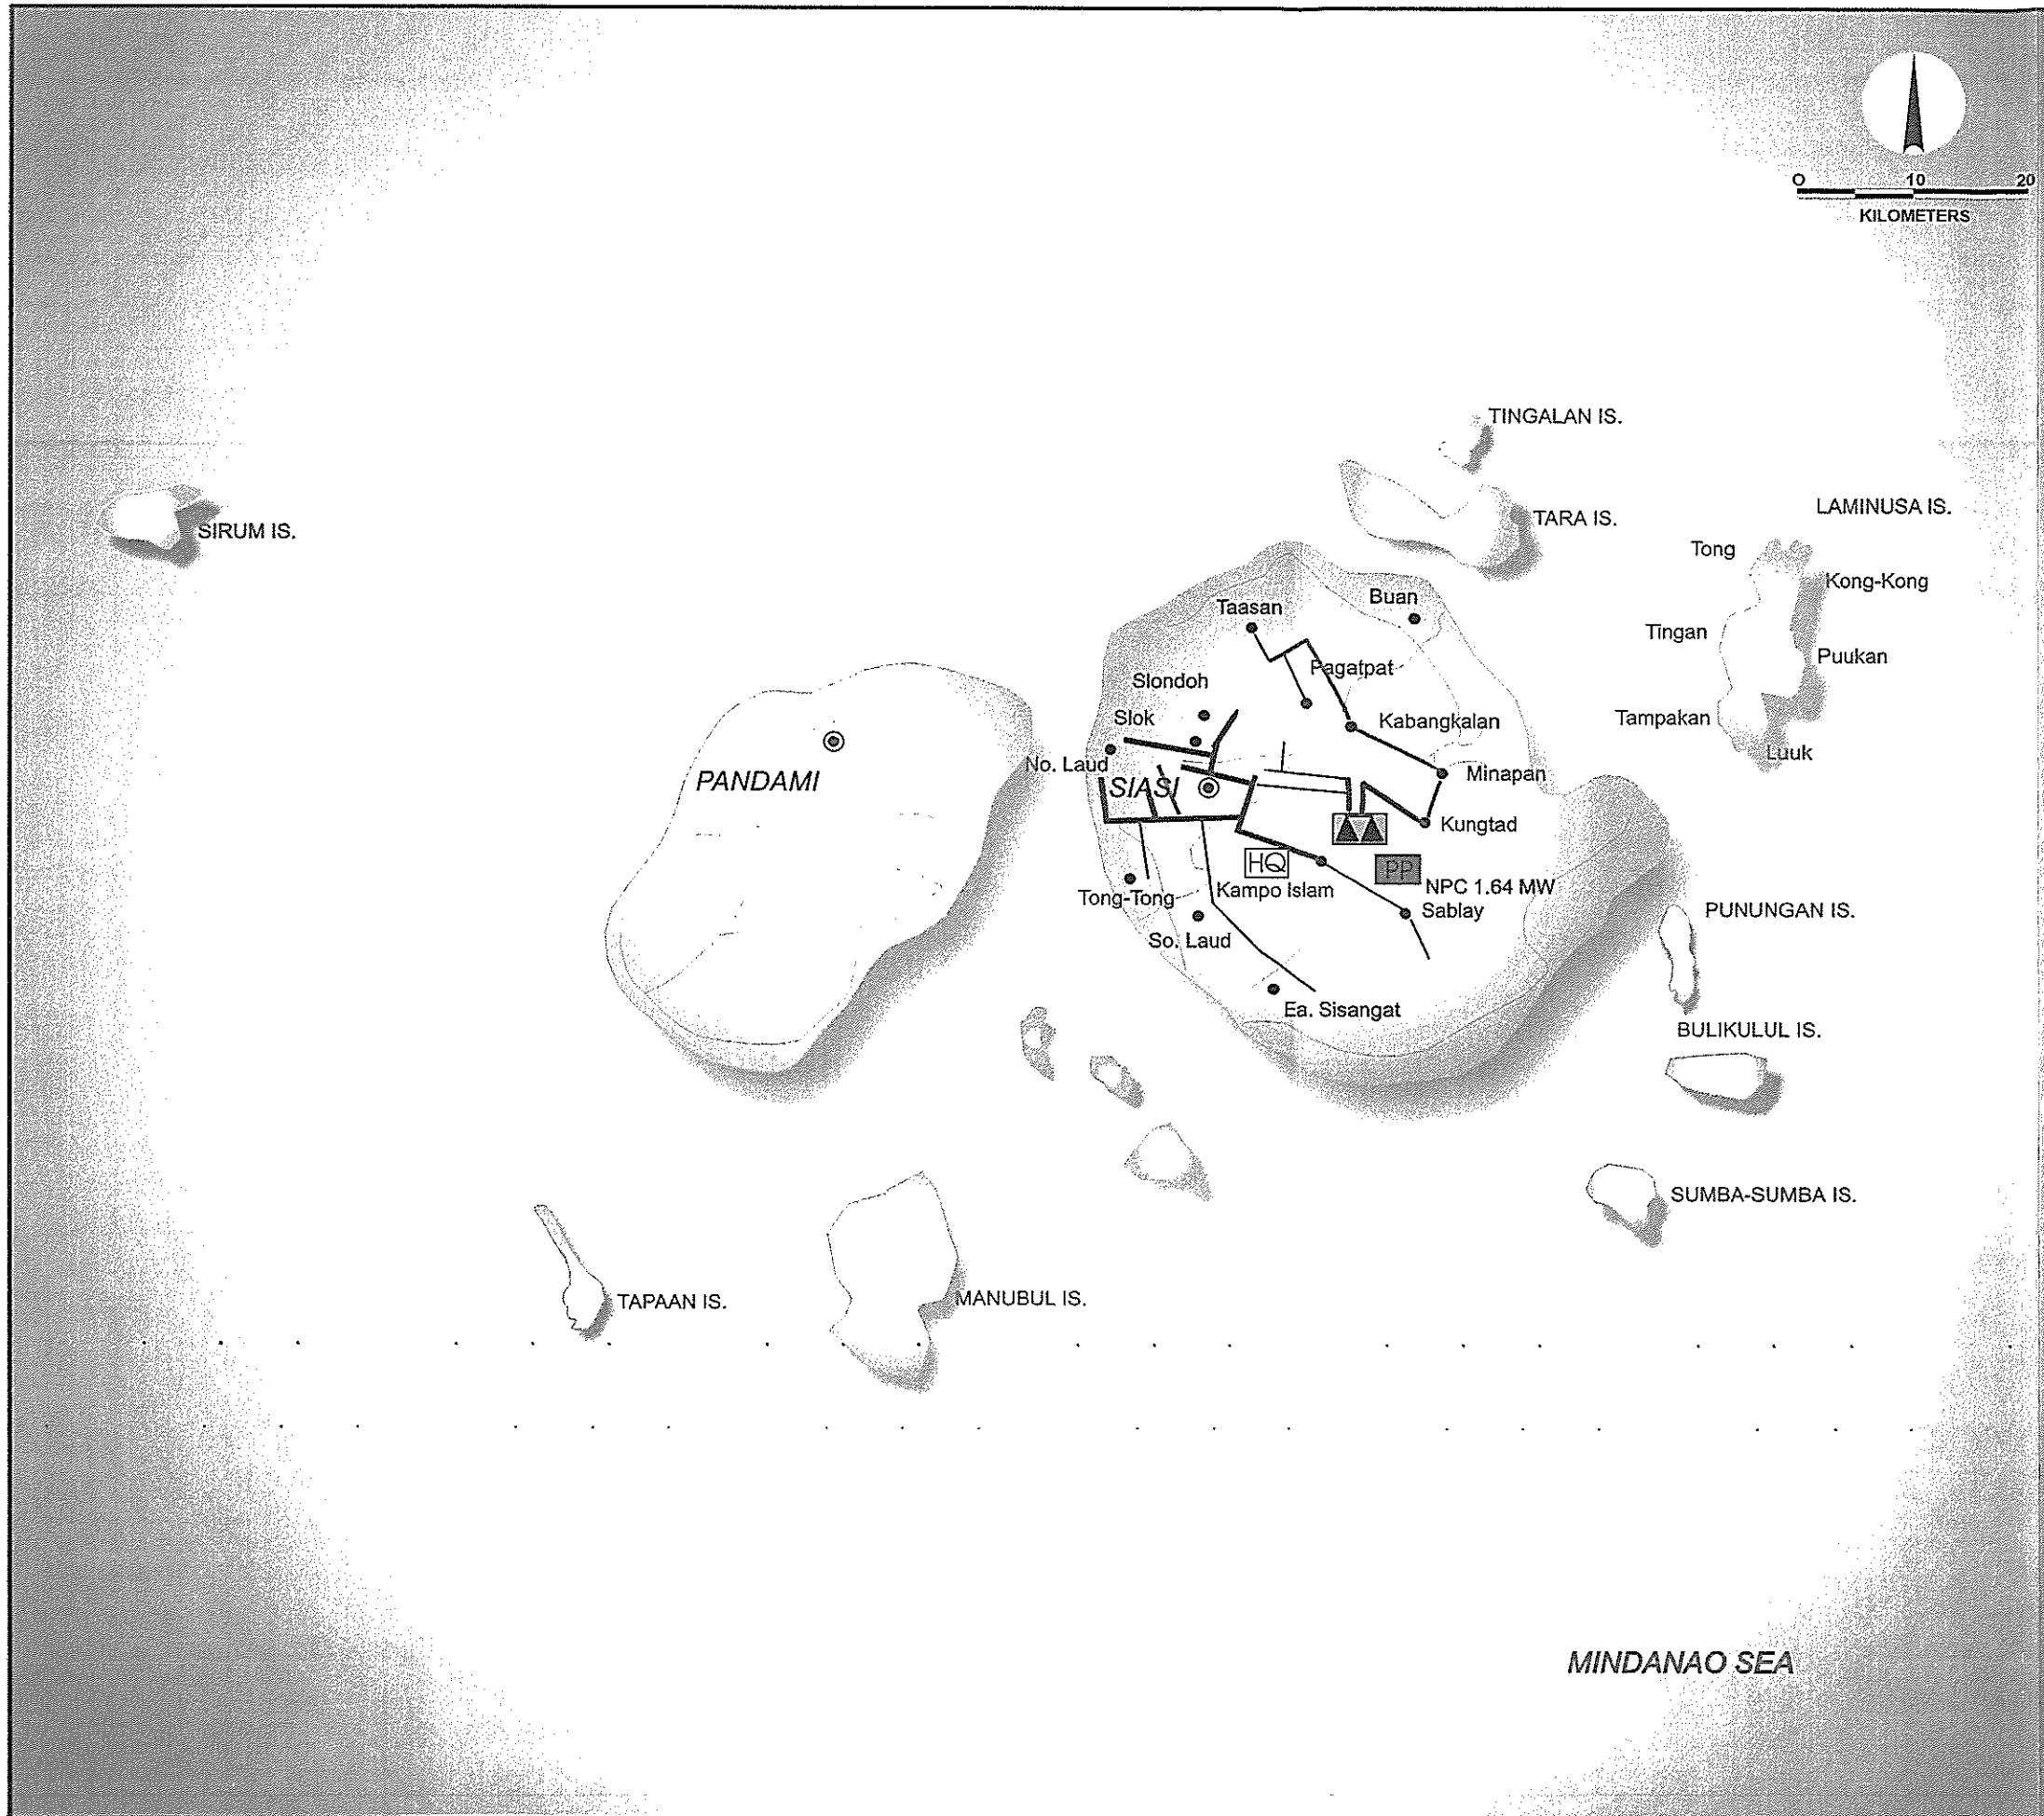 O 10 20
KILOMETERS
TINGALAN IS.
LAMINUSA IS.
TARA IS.
SIRUM IS.
Tong
Kong-Kong
Buan
Taasan
Tingan
Puukan
Pagatpat
Slondoh
Slok
Kabangkalan
Tampakan
Luuk
No. Laud
Minapan
PANDAMI
SIASI
Kungtad
HQ
PP
NPC 1.64 MW
Kampo Islam
Tong-Tong
Sablay
PUNUNGAN IS.
So. Laud
Ea. Sisangat
BULIKULUL IS.
SUMBA-SUMBA IS.
TAPAAN IS.
MANUBUL IS.
MINDANAO SEA